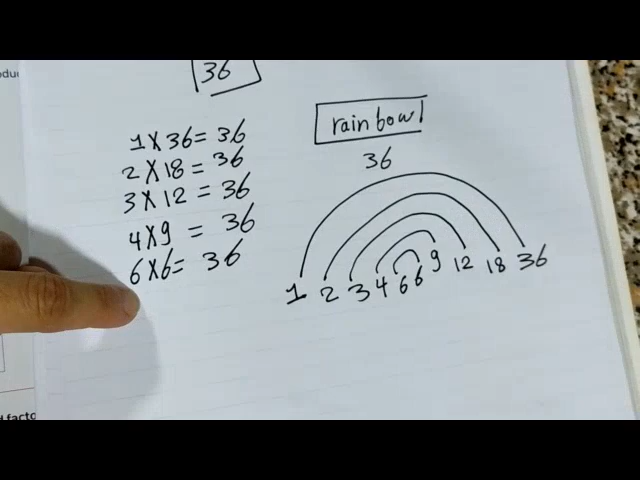 36
1 X 36 = 36
2 X 18 = 36
3 X 12 = 36
4 X 9 = 36
6 X 6 = 36
rainbow
36
1 2 3 4 6 6 9 12 18 36